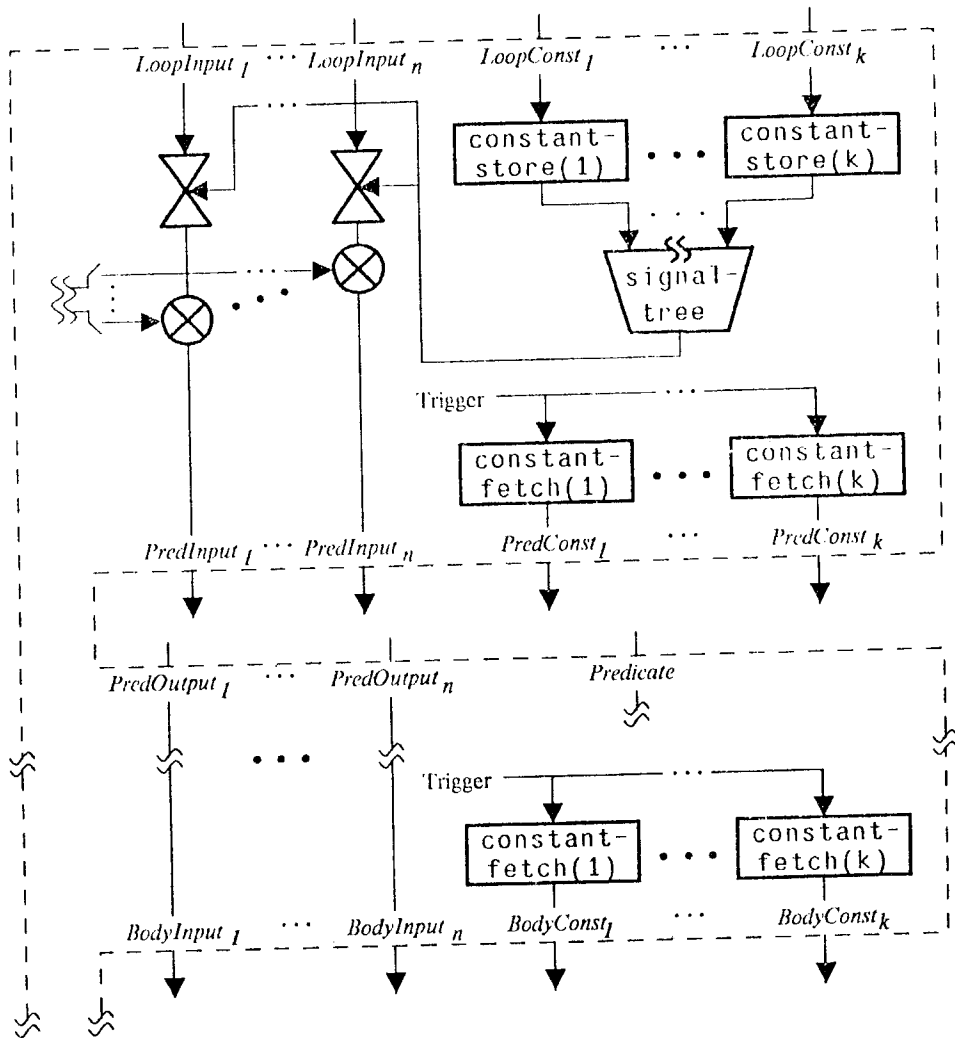 LoopInput 1 ··· LoopInput n LoopConst 1 ··· LoopConst k
···
constant-
store(1)
• • •
constant-
store(k)
····
signal-
tree
···
• • •
Trigger ···
constant-
fetch(1)
• • •
constant-
fetch(k)
PredInput 1 ··· PredInput n PredConst 1 ··· PredConst k
PredOutput 1 ··· PredOutput n Predicate
• • •
Trigger ···
constant-
fetch(1)
• • •
constant-
fetch(k)
BodyInput 1 ··· BodyInput n BodyConst 1 ··· BodyConst k